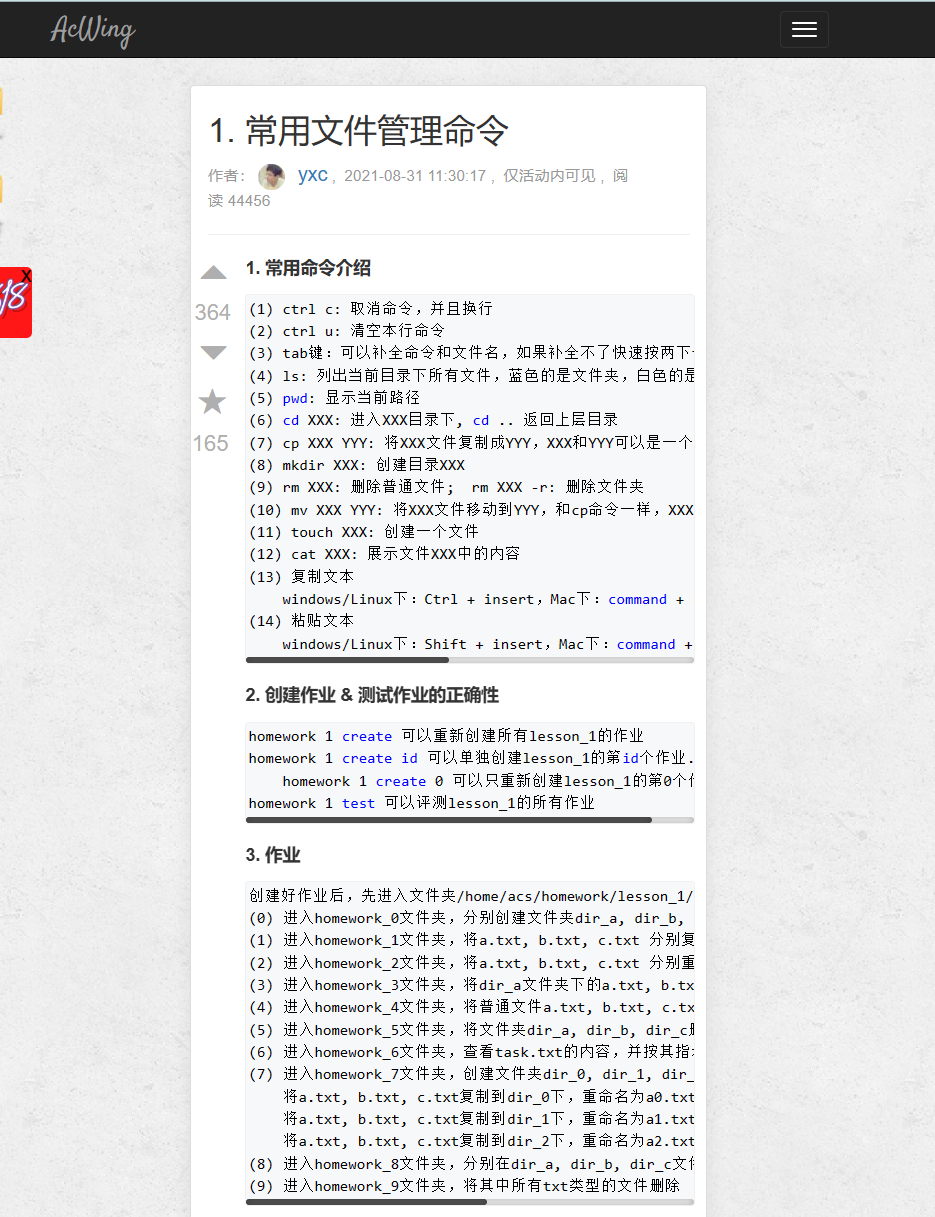 AcWing
1. 常用文件管理命令
作者： yxc , 2021-08-31 11:30:17 , 仅活动内可见 , 阅
读 44456
1. 常用命令介绍
364
165
(1) ctrl c: 取消命令，并且换行
(2) ctrl u: 清空本行命令
(3) tab键：可以补全命令和文件名，如果补全不了快速按两下
(4) ls: 列出当前目录下所有文件，蓝色的是文件夹，白色的是
(5) pwd: 显示当前路径
(6) cd XXX: 进入XXX目录下, cd .. 返回上层目录
(7) cp XXX YYY: 将XXX文件复制成YYY，XXX和YYY可以是一个
(8) mkdir XXX: 创建目录XXX
(9) rm XXX: 删除普通文件;  rm XXX -r: 删除文件夹
(10) mv XXX YYY: 将XXX文件移动到YYY，和cp命令一样，XXX
(11) touch XXX: 创建一个文件
(12) cat XXX: 展示文件XXX中的内容
(13) 复制文本
windows/Linux下：Ctrl + insert，Mac下：command +
(14) 粘贴文本
windows/Linux下：Shift + insert，Mac下：command +
2. 创建作业 & 测试作业的正确性
homework 1 create 可以重新创建所有lesson_1的作业
homework 1 create id 可以单独创建lesson_1的第id个作业.
homework 1 create 0 可以只重新创建lesson_1的第0个作
homework 1 test 可以评测lesson_1的所有作业
3. 作业
创建好作业后，先进入文件夹/home/acs/homework/lesson_1/
(0) 进入homework_0文件夹，分别创建文件夹dir_a, dir_b,
(1) 进入homework_1文件夹，将a.txt, b.txt, c.txt 分别复
(2) 进入homework_2文件夹，将a.txt, b.txt, c.txt 分别重
(3) 进入homework_3文件夹，将dir_a文件夹下的a.txt, b.tx
(4) 进入homework_4文件夹，将普通文件a.txt, b.txt, c.tx
(5) 进入homework_5文件夹，将文件夹dir_a, dir_b, dir_c删
(6) 进入homework_6文件夹，查看task.txt的内容，并按其指
(7) 进入homework_7文件夹，创建文件夹dir_0, dir_1, dir_
将a.txt, b.txt, c.txt复制到dir_0下，重命名为a0.txt
将a.txt, b.txt, c.txt复制到dir_1下，重命名为a1.txt
将a.txt, b.txt, c.txt复制到dir_2下，重命名为a2.txt
(8) 进入homework_8文件夹，分别在dir_a, dir_b, dir_c文件
(9) 进入homework_9文件夹，将其中所有txt类型的文件删除
X